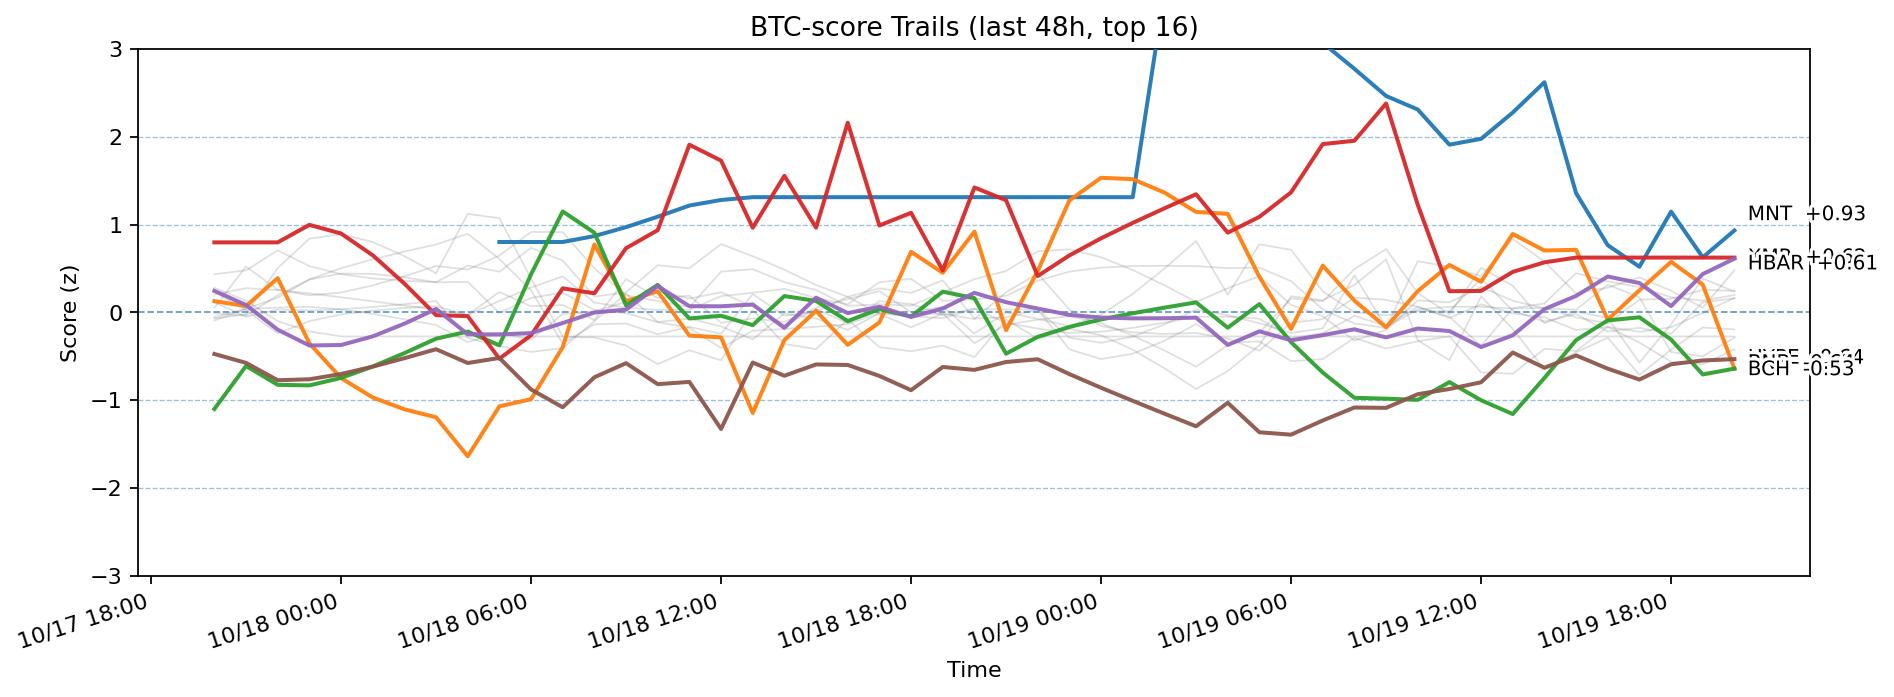 BTC-score Trails (last 48h, top 16)
Score (z)
3
2
1
0
−1
−2
−3
MNT +0.93
HBAR +0.61
BCH -0.53
10/17 18:00
10/18 00:00
10/18 06:00
10/18 12:00
10/18 18:00
10/19 00:00
10/19 06:00
10/19 12:00
10/19 18:00
Time